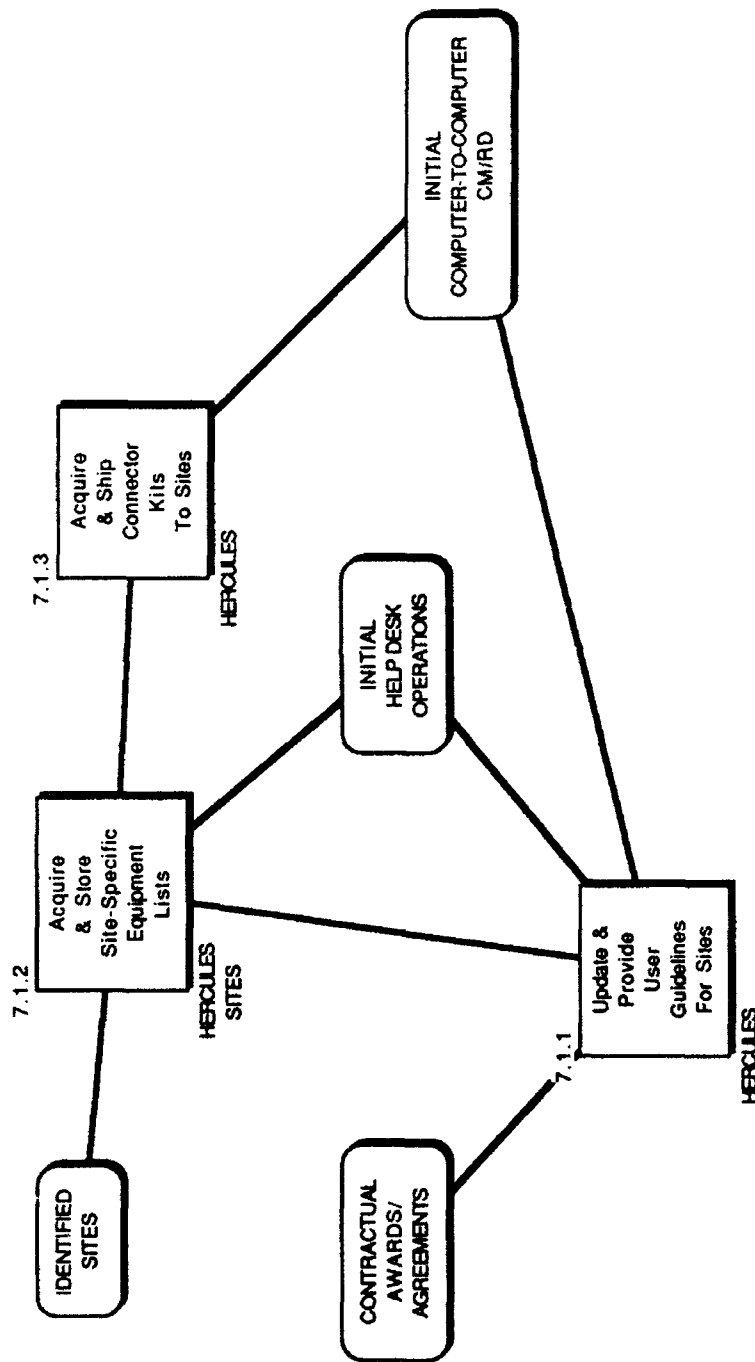 IDENTIFIED
SITES
7.1.2
Acquire
& Store
Site-Specific
Equipment
Lists
HERCULES
SITES
7.1.3
Acquire
& Ship
Connector
Kits
To Sites
HERCULES
CONTRACTUAL
AWARDS/
AGREEMENTS
INITIAL
HELP DESK
OPERATIONS
INITIAL
COMPUTER-TO-COMPUTER
CM/RD
7.1.1
Update &
Provide
User
Guidelines
For Sites
HERCULES